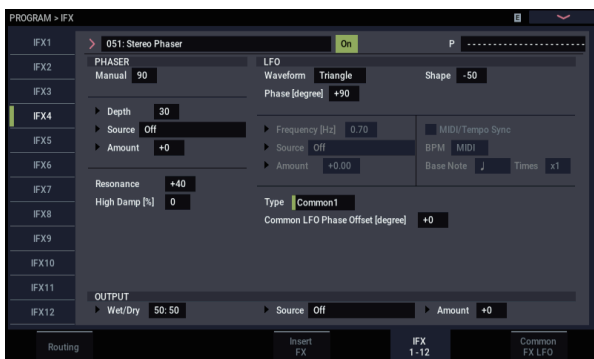 PROGRAM > IFX E
IFX1
IFX2
IFX3
IFX4
IFX5
IFX6
IFX7
IFX8
IFX9
IFX10
IFX11
IFX12
051: Stereo Phaser On P ----------------------
PHASER
Manual 90
Depth 30
Source Off
Amount +0
Resonance +40
High Damp [%] 0
LFO
Waveform Triangle Shape -50
Phase [degree] +90
Frequency [Hz] 0.70
Source Off
Amount +0.00
MIDI/Tempo Sync
BPM MIDI
Base Note ♩ Times x1
Type Common1
Common LFO Phase Offset [degree] +0
OUTPUT
Wet/Dry 50: 50 Source Off Amount +0
Routing
Insert
FX
IFX
1-12
Common
FX LFO